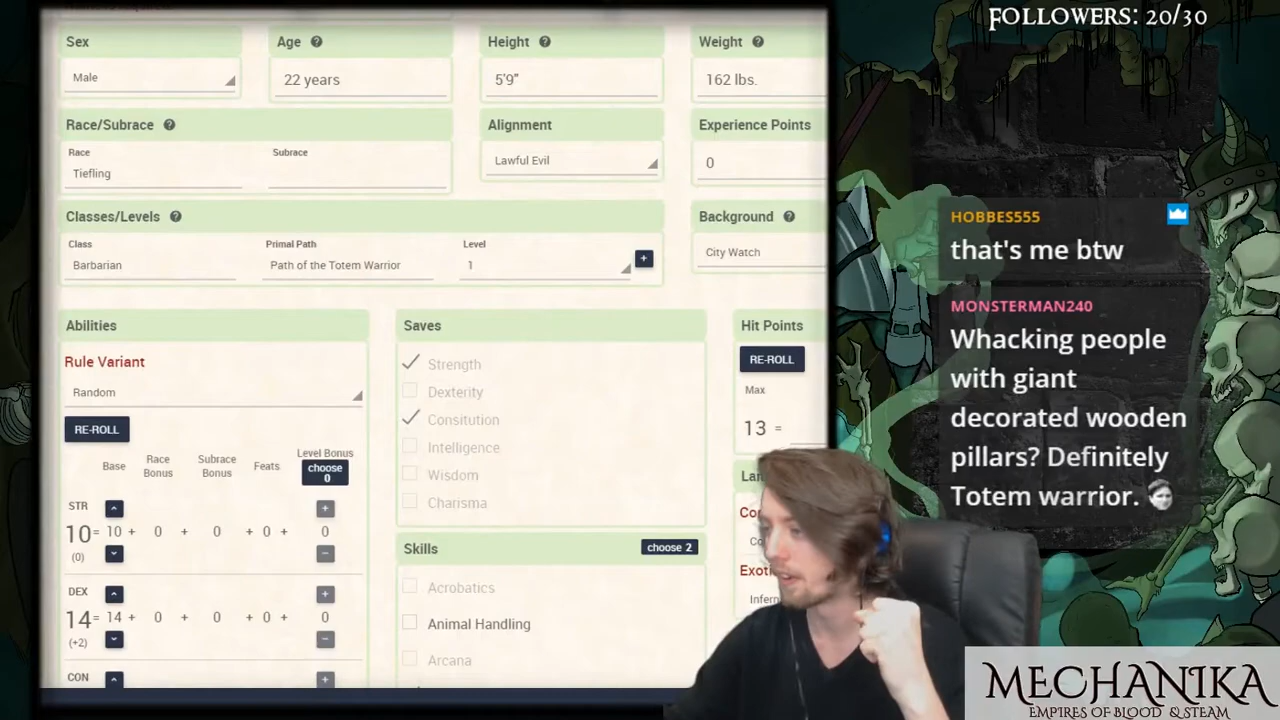 FOLLOWERS: 20/30
Sex
Age
Height
Weight
Male
22 years
5'9"
162 lbs.
Race/Subrace
Alignment
Experience Points
Race
Subrace
Tiefling
Lawful Evil
0
Classes/Levels
Background
Class
Primal Path
Level
Barbarian
Path of the Totem Warrior
1
+
City Watch
Abilities
Saves
Hit Points
Rule Variant
Random
RE-ROLL
Base
Race Bonus
Subrace Bonus
Feats
Level Bonus
choose
0
STR
10 = 10 + 0 + 0 + 0 + 0
(0)
DEX
14 = 14 + 0 + 0 + 0 + 0
(+2)
CON
Strength
Dexterity
Consitution
Intelligence
Wisdom
Charisma
Skills
choose 2
Acrobatics
Animal Handling
Arcana
RE-ROLL
Max
13 =
HOBBES555
that's me btw
MONSTERMAN240
Whacking people
with giant
decorated wooden
pillars? Definitely
Totem warrior.
MECHANIKA
EMPIRES OF BLOOD & STEAM